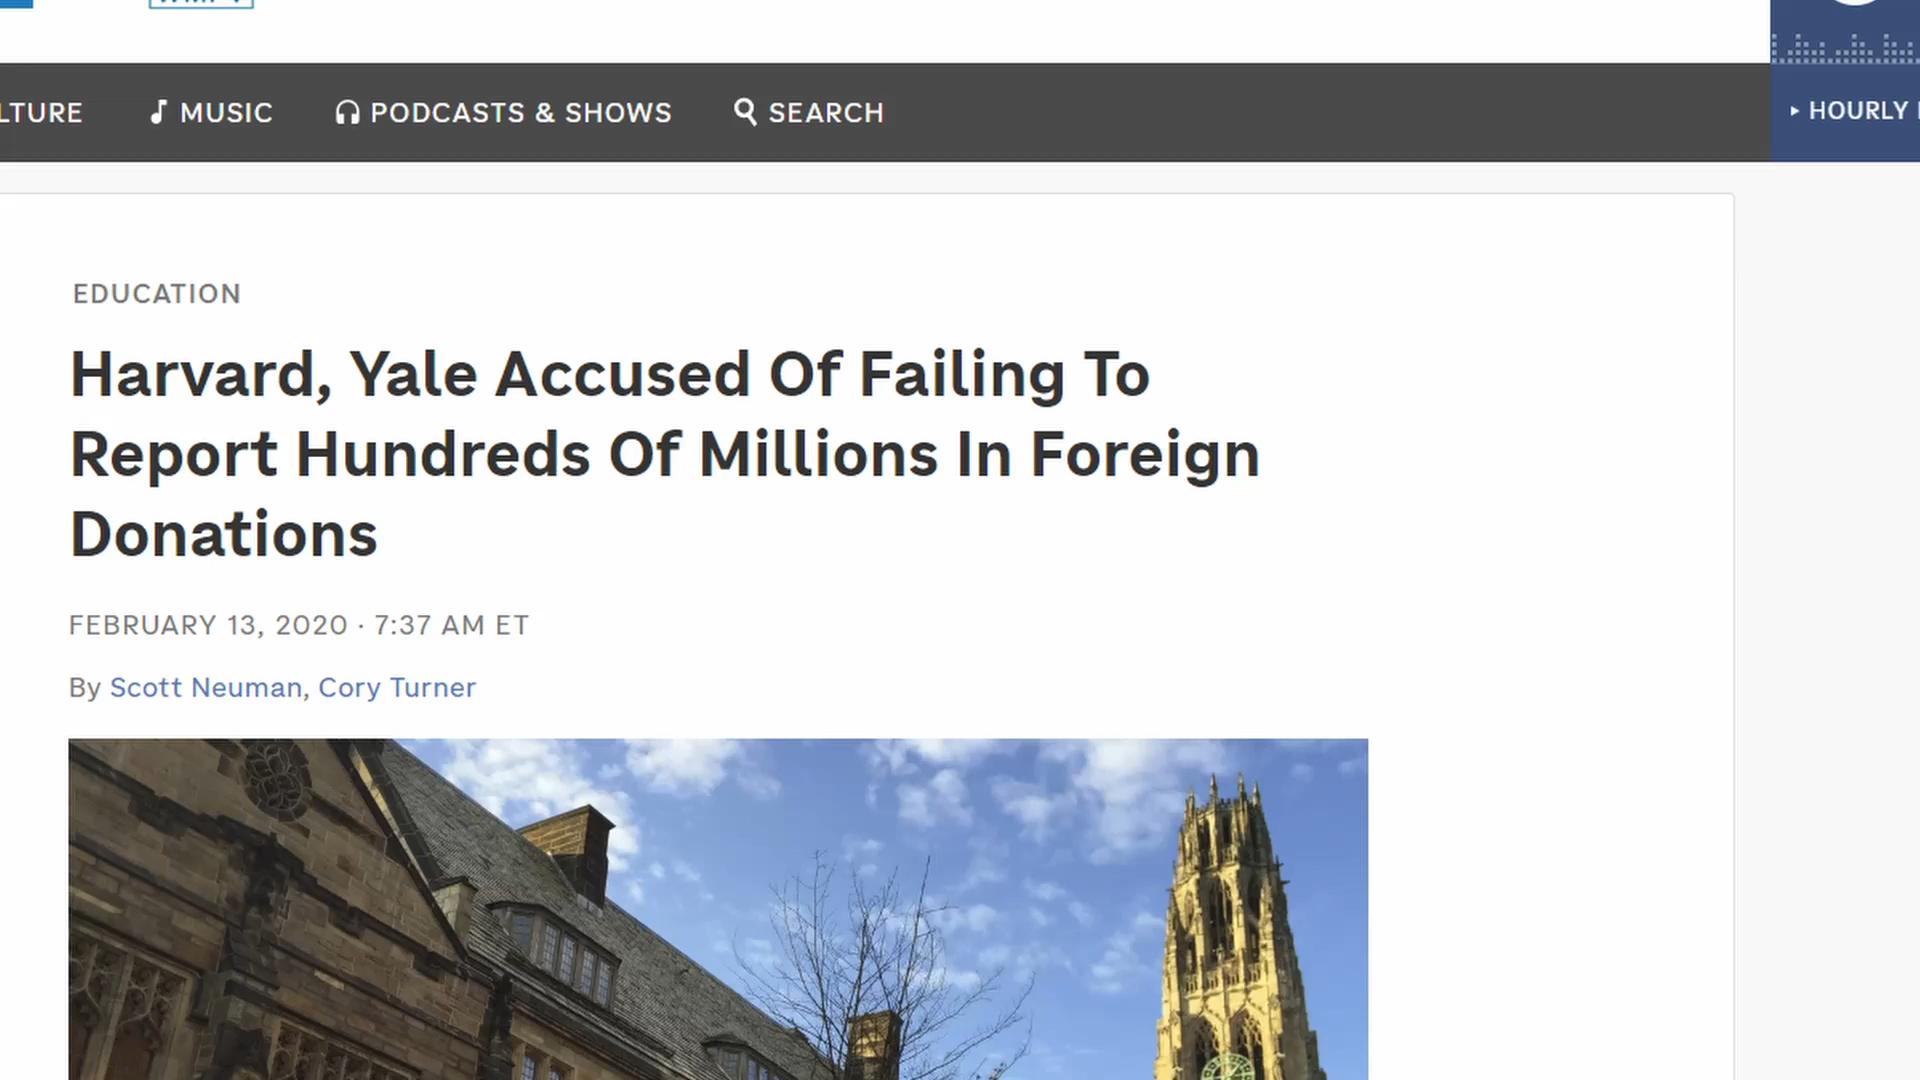 LTURE
MUSIC
PODCASTS & SHOWS
SEARCH
HOURLY
EDUCATION
Harvard, Yale Accused Of Failing To
Report Hundreds Of Millions In Foreign
Donations
FEBRUARY 13, 2020 · 7:37 AM ET
By Scott Neuman, Cory Turner